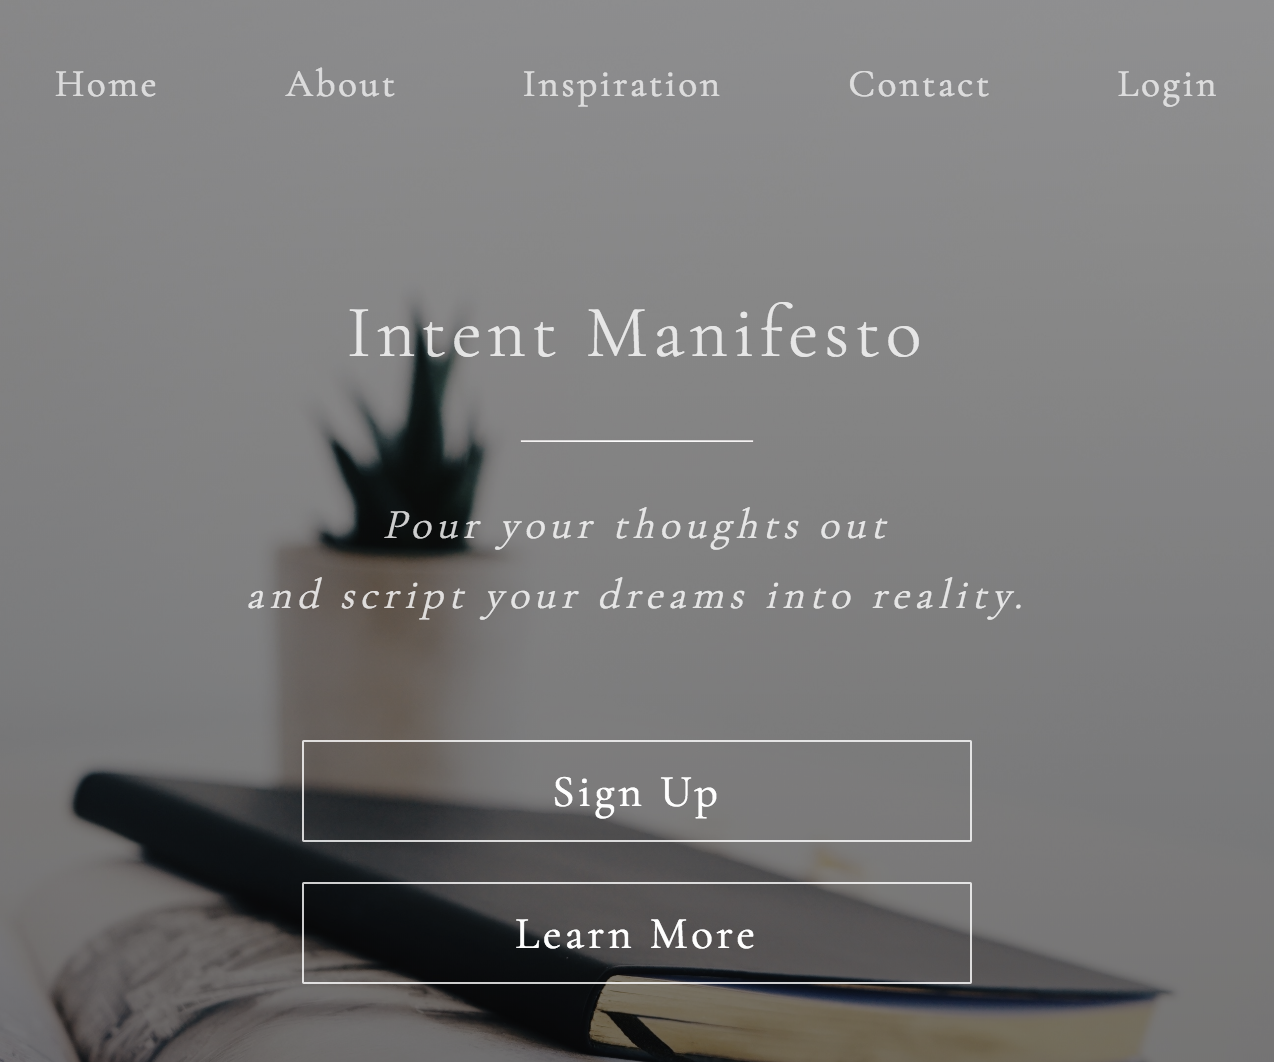 Home About Inspiration Contact Login
Intent Manifesto
Pour your thoughts out
and script your dreams into reality.
Sign Up
Learn More